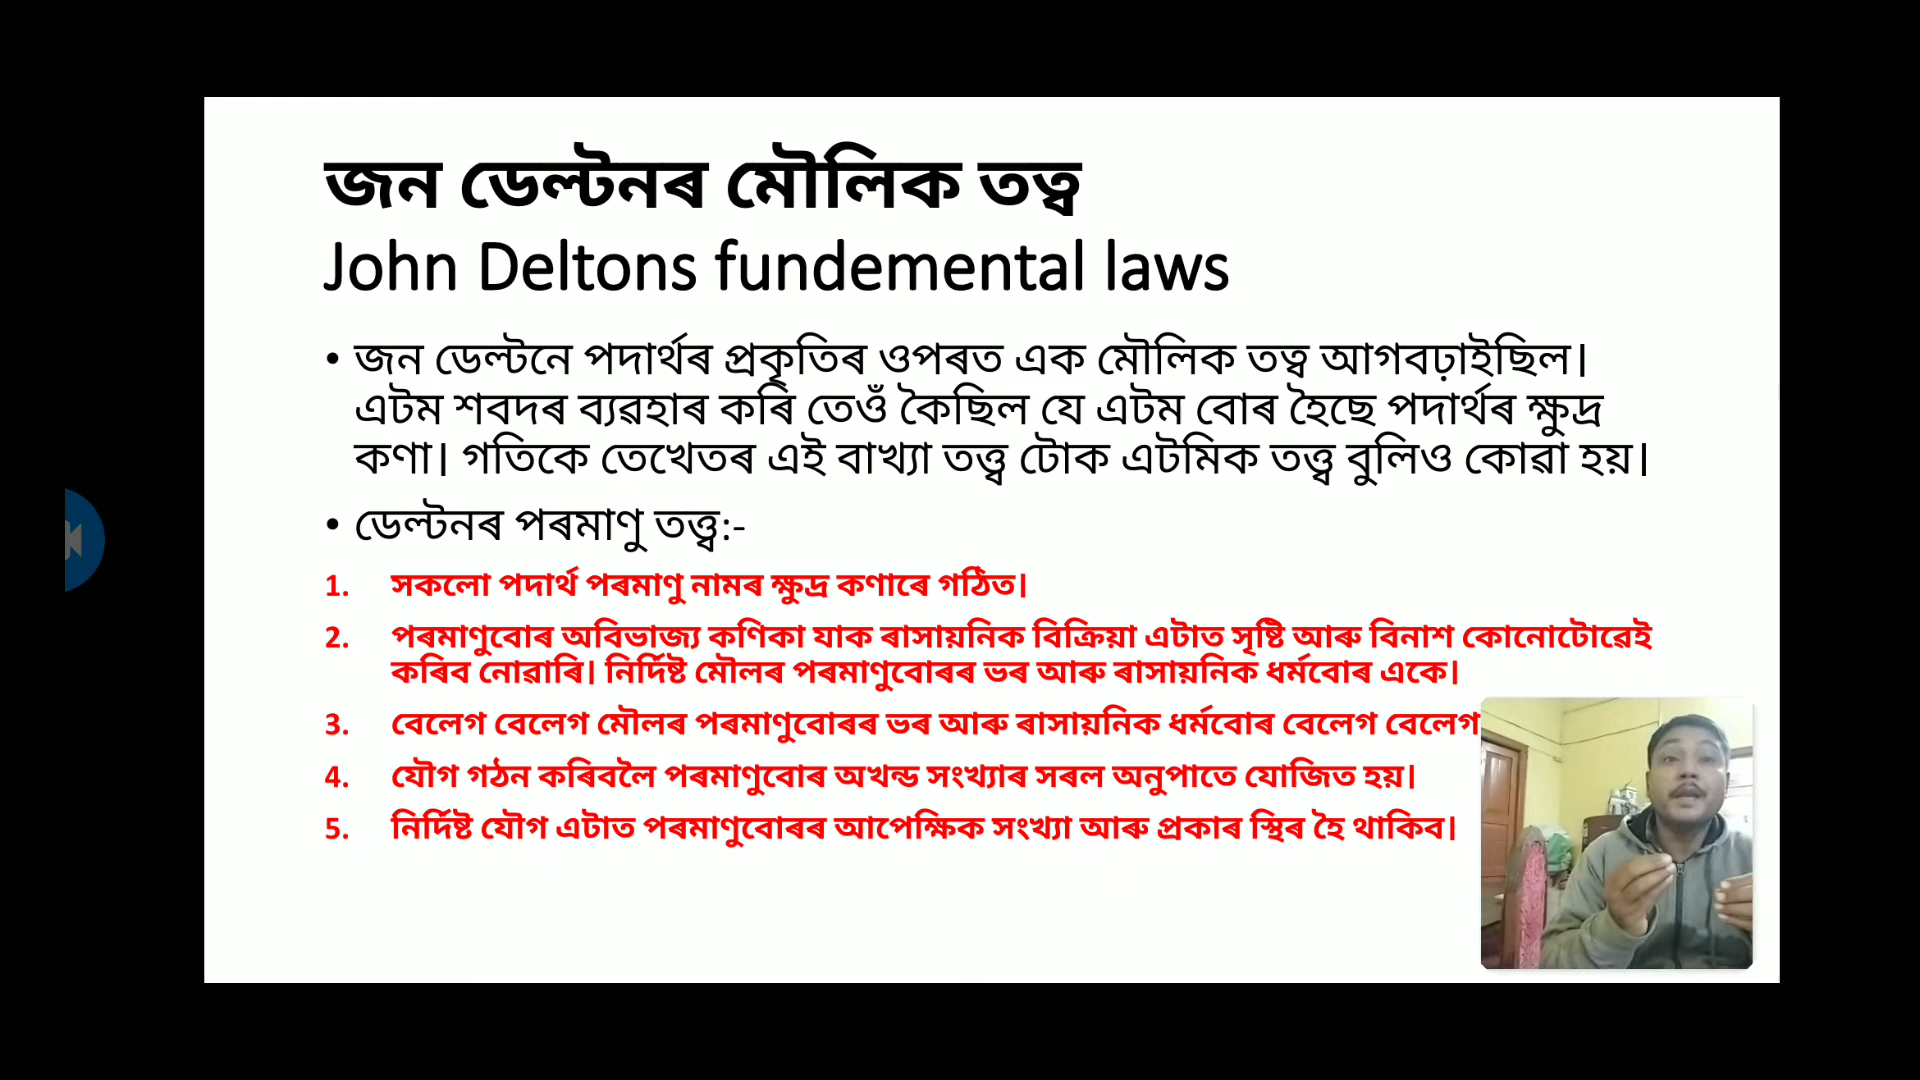 জন ডেল্টনৰ মৌলিক তত্ব
John Deltons fundemental laws
• জন ডেল্টনে পদাৰ্থৰ প্ৰকৃতিৰ ওপৰত এক মৌলিক তত্ব আগবঢ়াইছিল।
এটম শবদৰ ব্যৱহাৰ কৰি তেওঁ কৈছিল যে এটম বোৰ হৈছে পদাৰ্থৰ ক্ষুদ্ৰ
কণা। গতিকে তেখেতৰ এই বাখ্যা তত্ত্ব টোক এটমিক তত্ত্ব বুলিও কোৱা হয়।
• ডেল্টনৰ পৰমাণু তত্ত্ব:-
1. সকলো পদাৰ্থ পৰমাণু নামৰ ক্ষুদ্ৰ কণাৰে গঠিত।
2. পৰমাণুবোৰ অবিভাজ্য কণিকা যাক ৰাসায়নিক বিক্ৰিয়া এটাত সৃষ্টি আৰু বিনাশ কোনোটোৱেই
কৰিব নোৱাৰি। নিৰ্দিষ্ট মৌলৰ পৰমাণুবোৰৰ ভৰ আৰু ৰাসায়নিক ধৰ্মবোৰ একে।
3. বেলেগ বেলেগ মৌলৰ পৰমাণুবোৰৰ ভৰ আৰু ৰাসায়নিক ধৰ্মবোৰ বেলেগ বেলেগ
4. যৌগ গঠন কৰিবলৈ পৰমাণুবোৰ অখন্ড সংখ্যাৰ সৰল অনুপাতে যোজিত হয়।
5. নিৰ্দিষ্ট যৌগ এটাত পৰমাণুবোৰৰ আপেক্ষিক সংখ্যা আৰু প্ৰকাৰ স্থিৰ হৈ থাকিব।